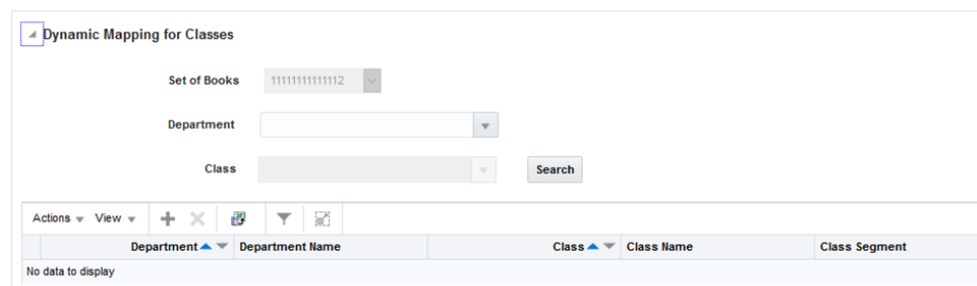 Dynamic Mapping for Classes
Set of Books 11111111111112
Department
Class Search
Actions View
Department Department Name Class Class Name Class Segment
No data to display